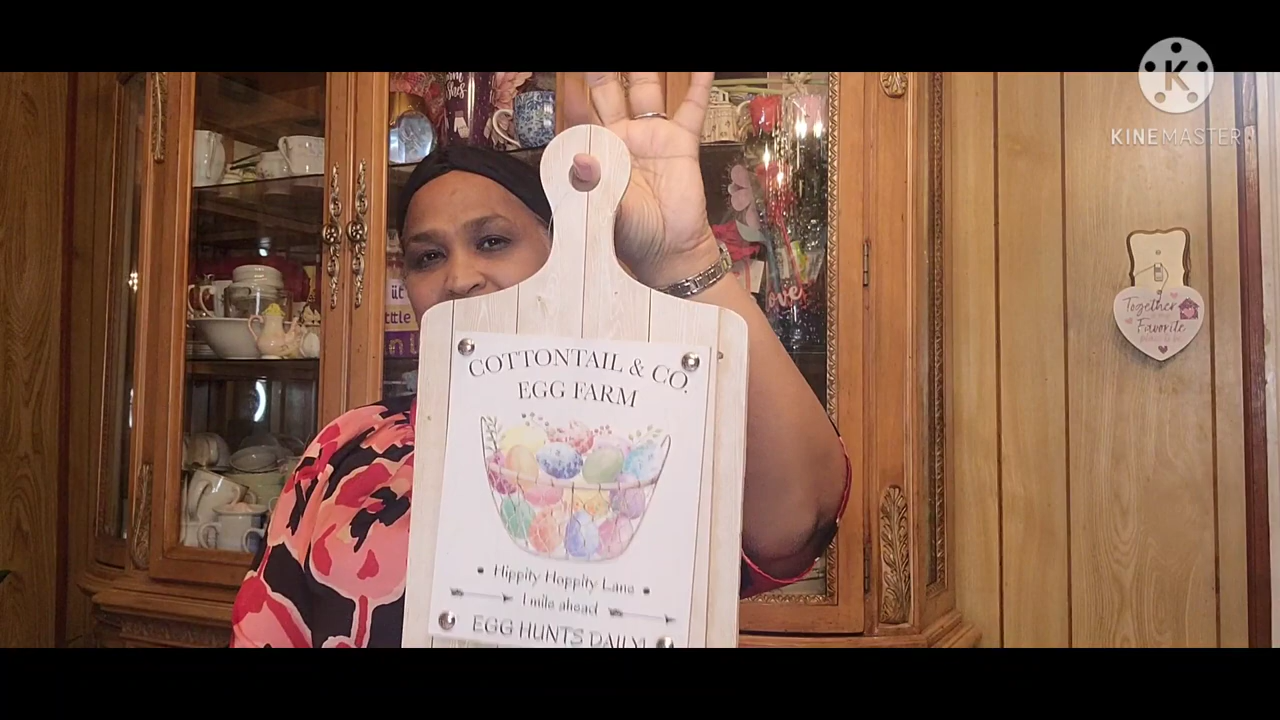 K
KINEMASTER
COTTONTAIL & CO.
EGG FARM
• Hippity Hoppity Lane •
1 mile ahead
EGG HUNTS DAILY!
Together
Favorite